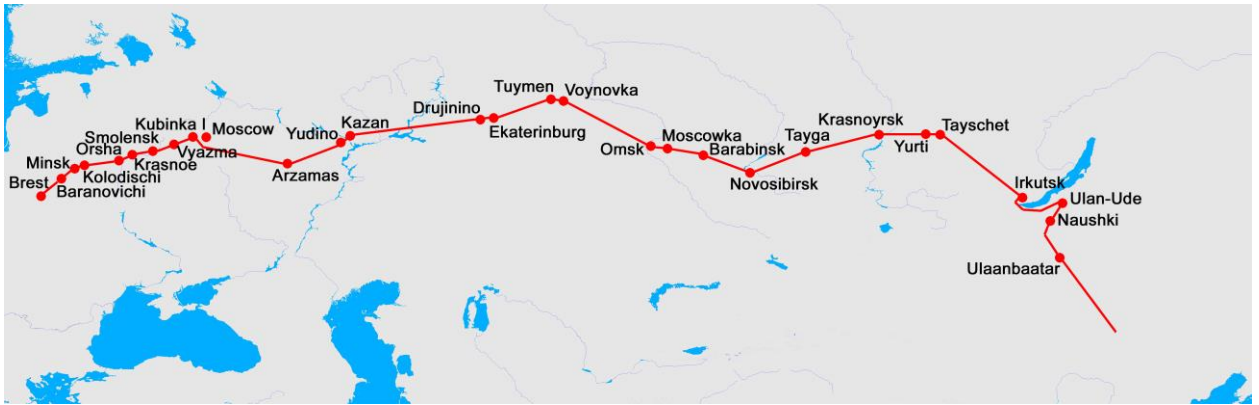 Brest
Baranovichi
Minsk
Kolodischi
Orsha
Krasnoe
Smolensk
Vyazma
Kubinka I
Moscow
Arzamas
Yudino
Kazan
Drujinino
Ekaterinburg
Tuymen
Voynovka
Omsk
Moscowka
Barabinsk
Novosibirsk
Tayga
Krasnoyrsk
Yurti
Tayschet
Irkutsk
Ulan-Ude
Naushki
Ulaanbaatar